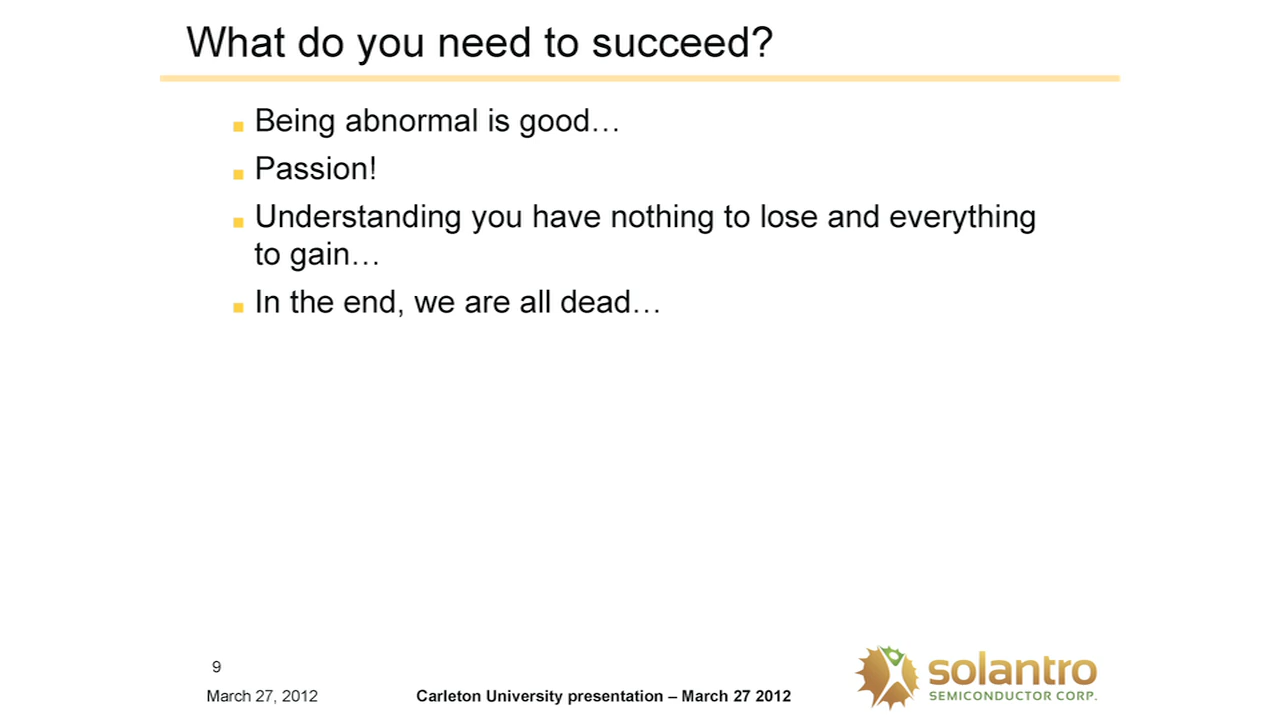 What do you need to succeed?
Being abnormal is good…
Passion!
Understanding you have nothing to lose and everything
to gain…
In the end, we are all dead…
9
March 27, 2012
Carleton University presentation – March 27 2012
solantro
SEMICONDUCTOR CORP.